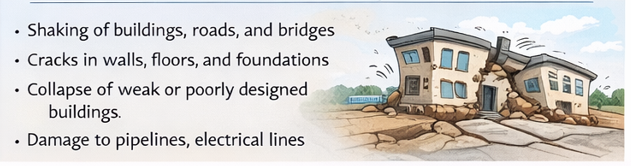 • Shaking of buildings, roads, and bridges
• Cracks in walls, floors, and foundations
• Collapse of weak or poorly designed
buildings.
• Damage to pipelines, electrical lines